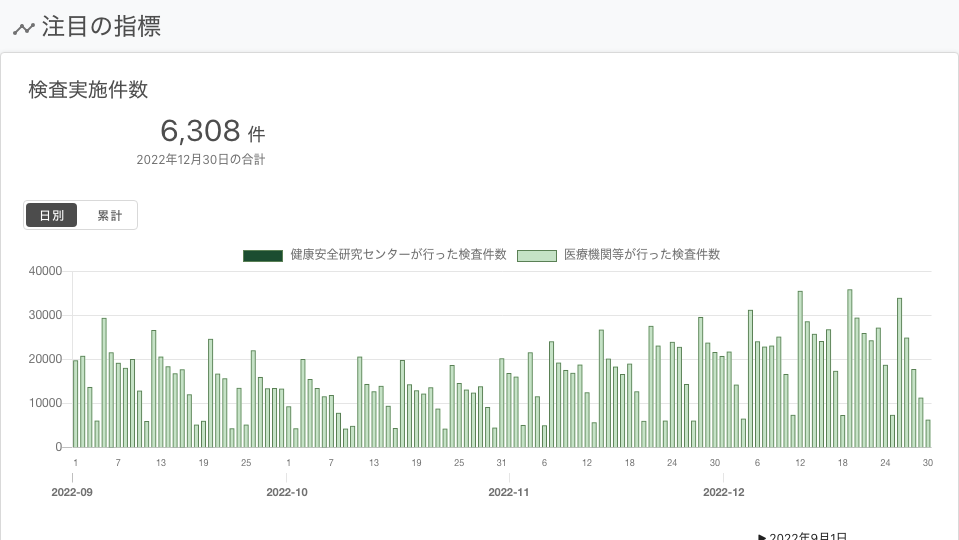 注目の指標
検査実施件数
6,308 件
2022年12月30日の合計
日別 累計
健康安全研究センターが行った検査件数 医療機関等が行った検査件数
40000
30000
20000
10000
0
1 7 13 19 25 1 7 13 19 25 31 6 12 18 24 30 6 12 18 24 30
2022-09 2022-10 2022-11 2022-12
▶ 2022年9月1日